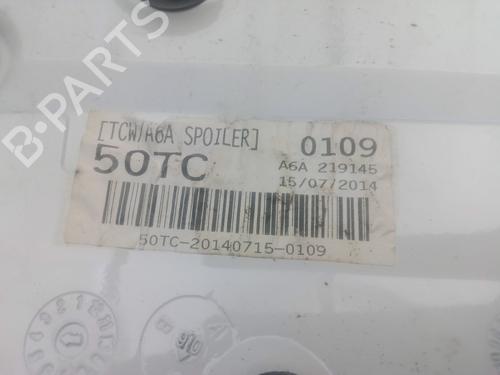 [TCW)A6A SPOILER]
0109
50TC
A6A 219145
15/07/2014
50TC-20140715-0109
B-PARTS